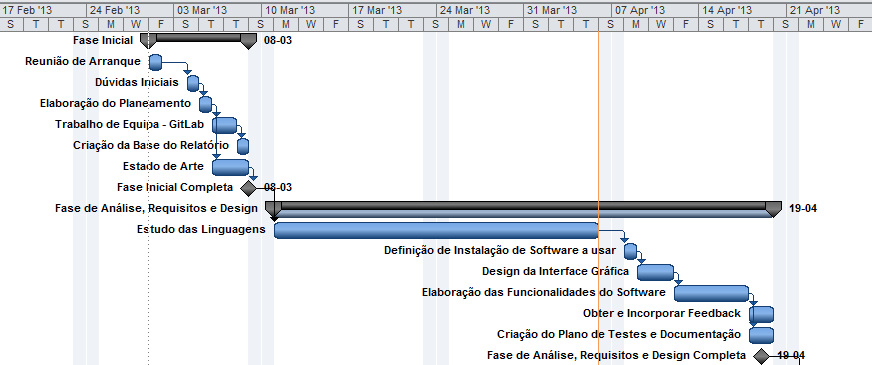 17 Feb '13 24 Feb '13 03 Mar '13 10 Mar '13 17 Mar '13 24 Mar '13 31 Mar '13 07 Apr '13 14 Apr '13 21 Apr '13
S T T S M W F S T T S M W F S T T S M W F S T T S M W F S T T S M W F
Fase Inicial 08-03
Reunião de Arranque
Dúvidas Iniciais
Elaboração do Planeamento
Trabalho de Equipa - GitLab
Criação da Base do Relatório
Estado de Arte
Fase Inicial Completa 08-03
Fase de Análise, Requisitos e Design 19-04
Estudo das Linguagens
Definição de Instalação de Software a usar
Design da Interface Gráfica
Elaboração das Funcionalidades do Software
Obter e Incorporar Feedback
Criação do Plano de Testes e Documentação
Fase de Análise, Requisitos e Design Completa 19-04